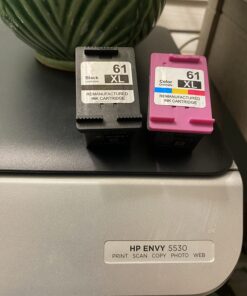 61
Black
XL
REMANUFACTURED
INK CARTRIDGE
61
Color
XL
REMANUFACTURED
INK CARTRIDGE
HP ENVY 5530
PRINT SCAN COPY PHOTO WEB